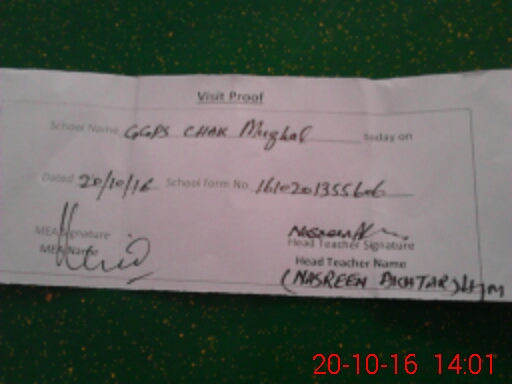 Visit Proof
School Name GGPS CHAK Mughal today on
Dated 20/10/16 School form No. 1610201355606
MEA Signature
MEA Name
Head Teacher Signature
Head Teacher Name
(NASREEN AKHTAR) H/M
20-10-16 14:01